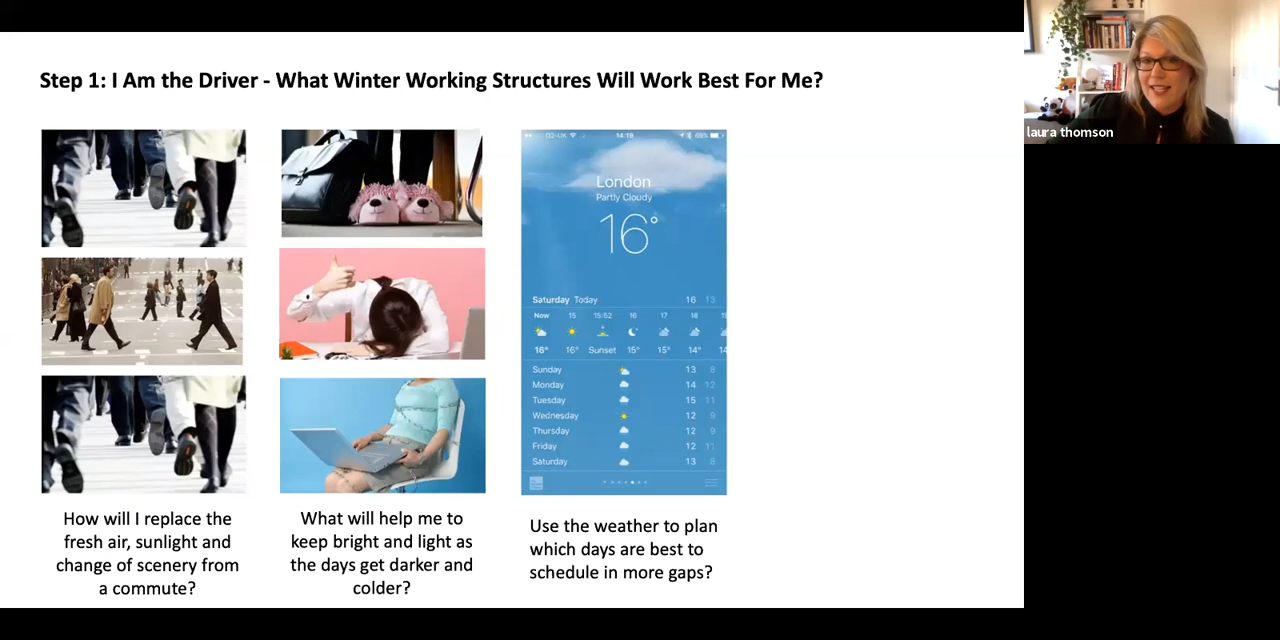 Step 1: I Am the Driver - What Winter Working Structures Will Work Best For Me?
laura thomson
14:19
London
Partly Cloudy
16°
Saturday Today 16 13
Now 15 15:52 16 17 18
16° 16° Sunset 15° 15° 14° 14
Sunday 13 8
Monday 14 12
Tuesday 15 11
Wednesday 12 9
Thursday 12 9
Friday 12 11
Saturday 13 8
How will I replace the
fresh air, sunlight and
change of scenery from
a commute?
What will help me to
keep bright and light as
the days get darker and
colder?
Use the weather to plan
which days are best to
schedule in more gaps?